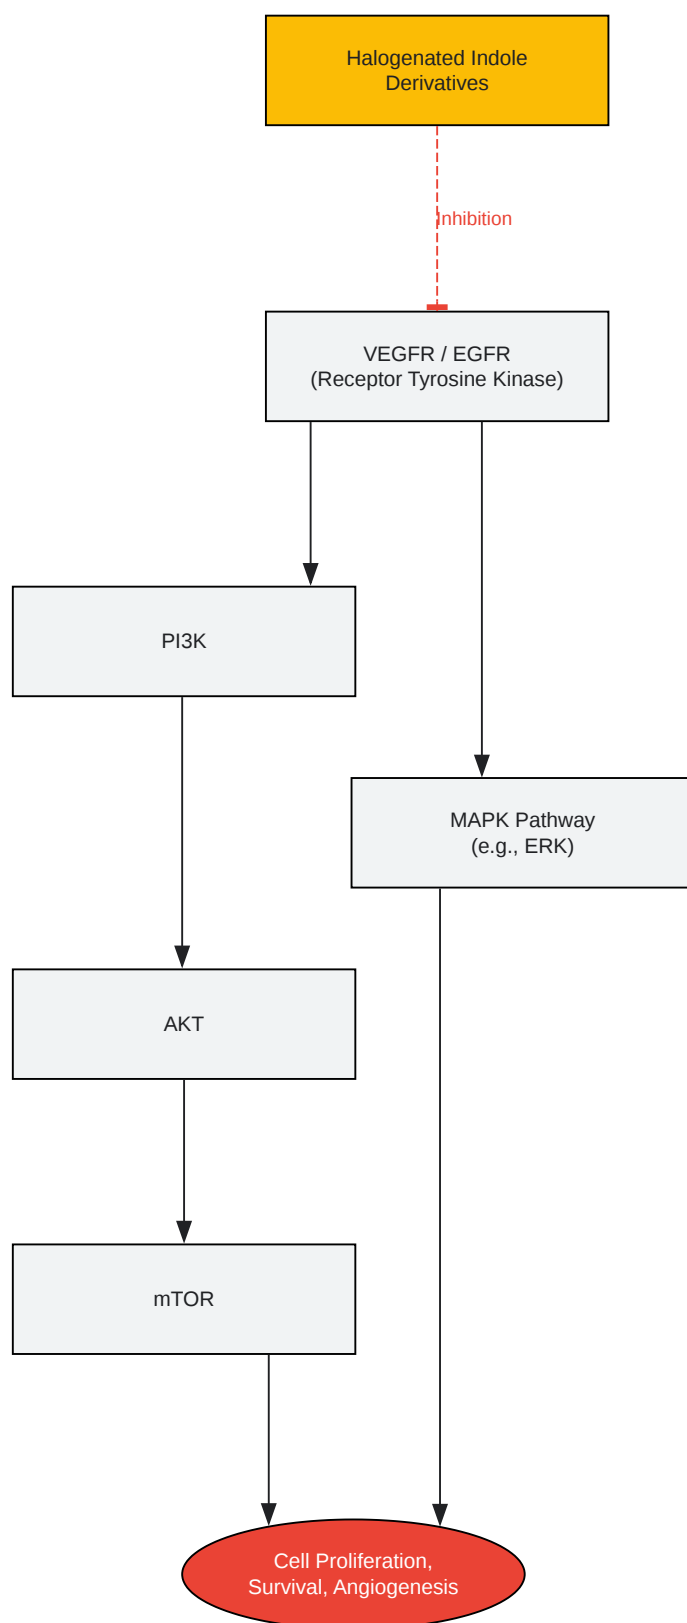 Halogenated Indole
Derivatives
Inhibition
VEGFR / EGFR
(Receptor Tyrosine Kinase)
PI3K
MAPK Pathway
(e.g., ERK)
AKT
mTOR
Cell Proliferation,
Survival, Angiogenesis